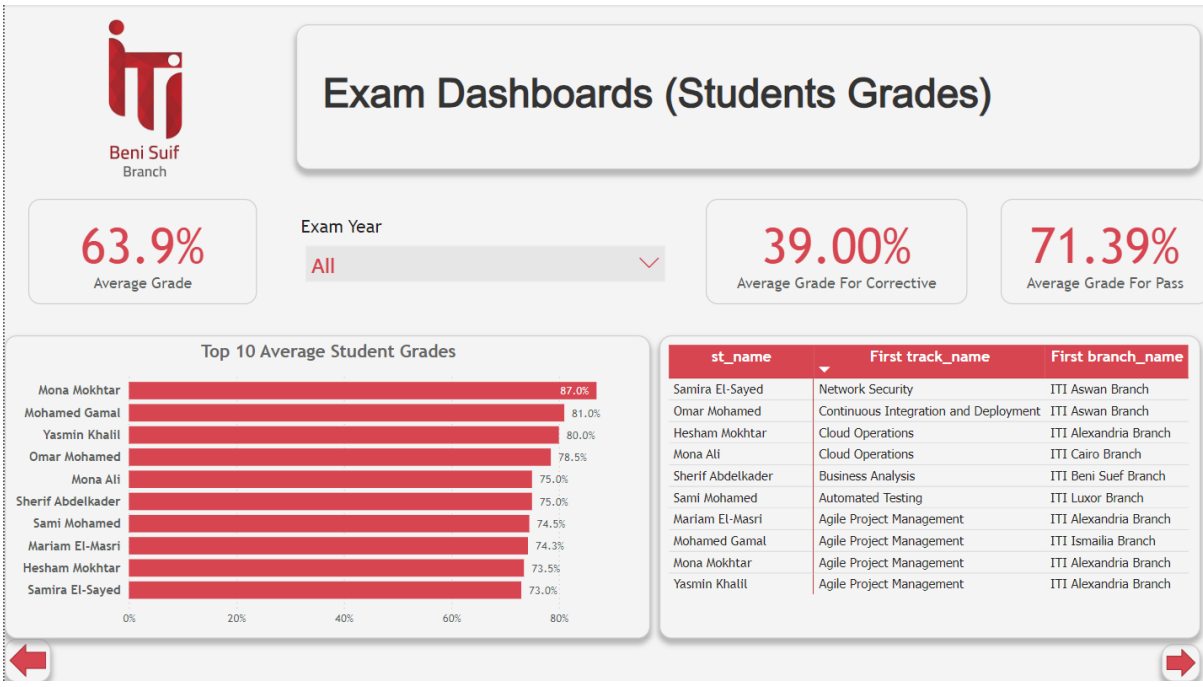 iTi
Beni Suif
Branch
Exam Dashboards (Students Grades)
63.9%
Average Grade
Exam Year
All
39.00%
Average Grade For Corrective
71.39%
Average Grade For Pass
Top 10 Average Student Grades
Mona Mokhtar 87.0%
Mohamed Gamal 81.0%
Yasmin Khalil 80.0%
Omar Mohamed 78.5%
Mona Ali 75.0%
Sherif Abdelkader 75.0%
Sami Mohamed 74.5%
Mariam El-Masri 74.3%
Hesham Mokhtar 73.5%
Samira El-Sayed 73.0%
0% 20% 40% 60% 80%
st_name First track_name First branch_name
Samira El-Sayed Network Security ITI Aswan Branch
Omar Mohamed Continuous Integration and Deployment ITI Aswan Branch
Hesham Mokhtar Cloud Operations ITI Alexandria Branch
Mona Ali Cloud Operations ITI Cairo Branch
Sherif Abdelkader Business Analysis ITI Beni Suef Branch
Sami Mohamed Automated Testing ITI Luxor Branch
Mariam El-Masri Agile Project Management ITI Alexandria Branch
Mohamed Gamal Agile Project Management ITI Ismailia Branch
Mona Mokhtar Agile Project Management ITI Alexandria Branch
Yasmin Khalil Agile Project Management ITI Alexandria Branch